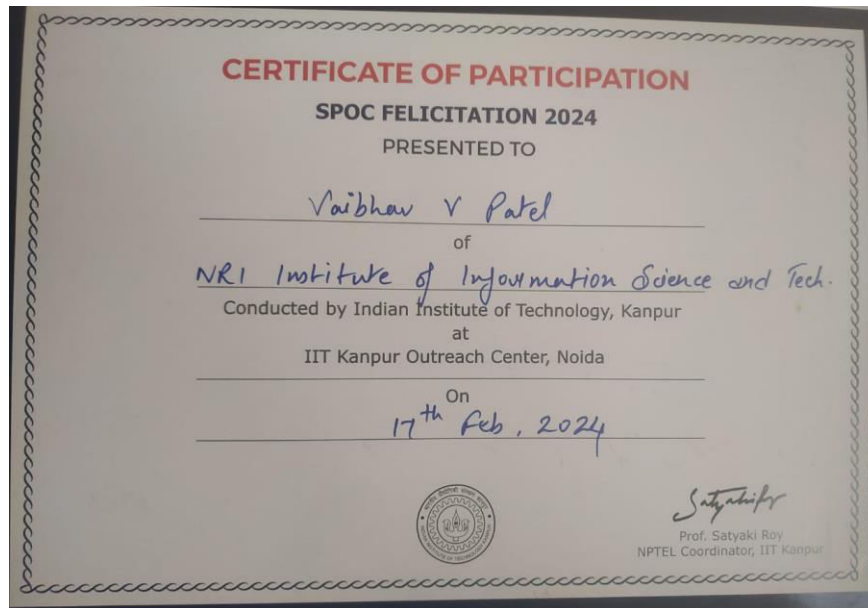 CERTIFICATE OF PARTICIPATION
SPOC FELICITATION 2024
PRESENTED TO
Vaibhav V Patel
of
NRI Institute of Information Science and Tech.
Conducted by Indian Institute of Technology, Kanpur
at
IIT Kanpur Outreach Center, Noida
On
17th Feb, 2024
Prof. Satyaki Roy
NPTEL Coordinator, IIT Kanpur